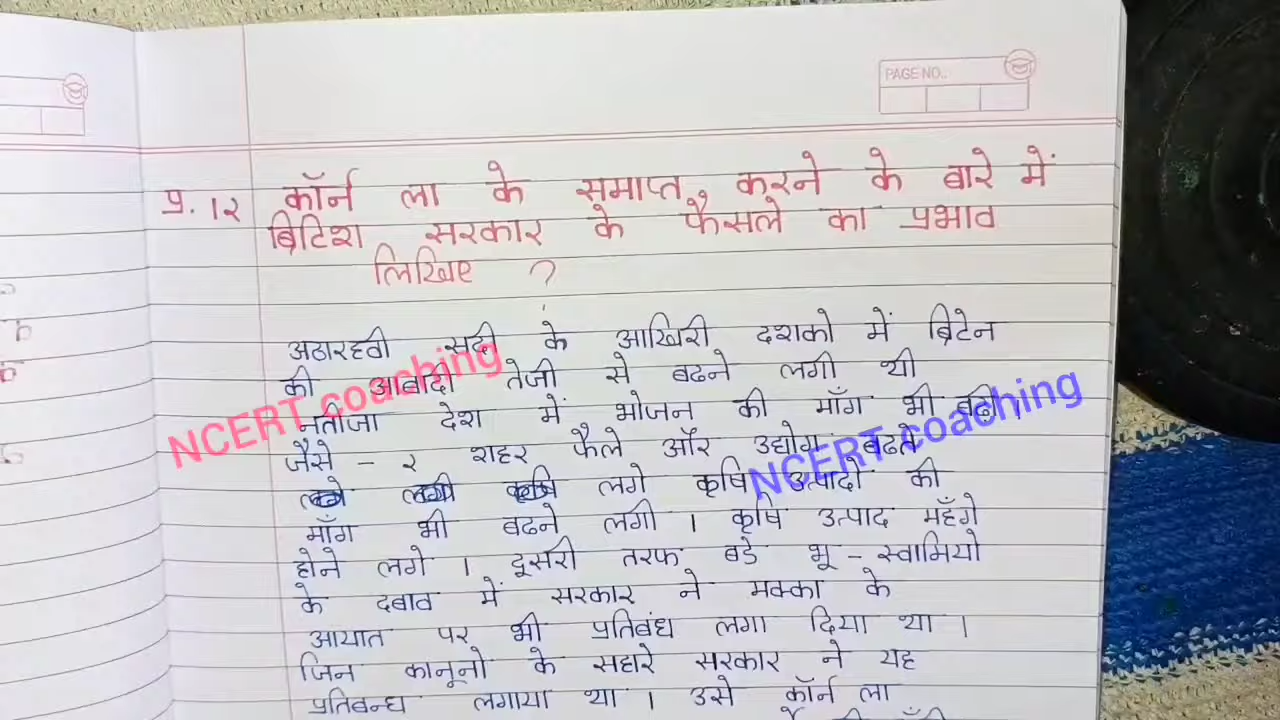 PAGE NO..
प्र. 1२ कॉर्न ला के समाप्त करने के बारे में
ब्रिटिश सरकार के फैसले का प्रभाव
लिखिए ?
अठारहवी सदी के आखिरी दशको में ब्रिटेन
की आबादी तेजी से बढने लगी थी
नतीजा देश में भोजन की माँग भी बढी ।
जैसे - २ शहर फैले और उद्योग बढते
लगे कृषि उत्पादो की
माँग भी बढने लगी । कृषि उत्पाद महँगे
होने लगे । दूसरी तरफ बडे भू - स्वामियो
के दबाव में सरकार ने मक्का के
आयात पर भी प्रतिबंध लगा दिया था ।
जिन कानूनो के सहारे सरकार ने यह
प्रतिबन्ध लगाया था । उसे कॉर्न ला
NCERT coaching
NCERT coaching